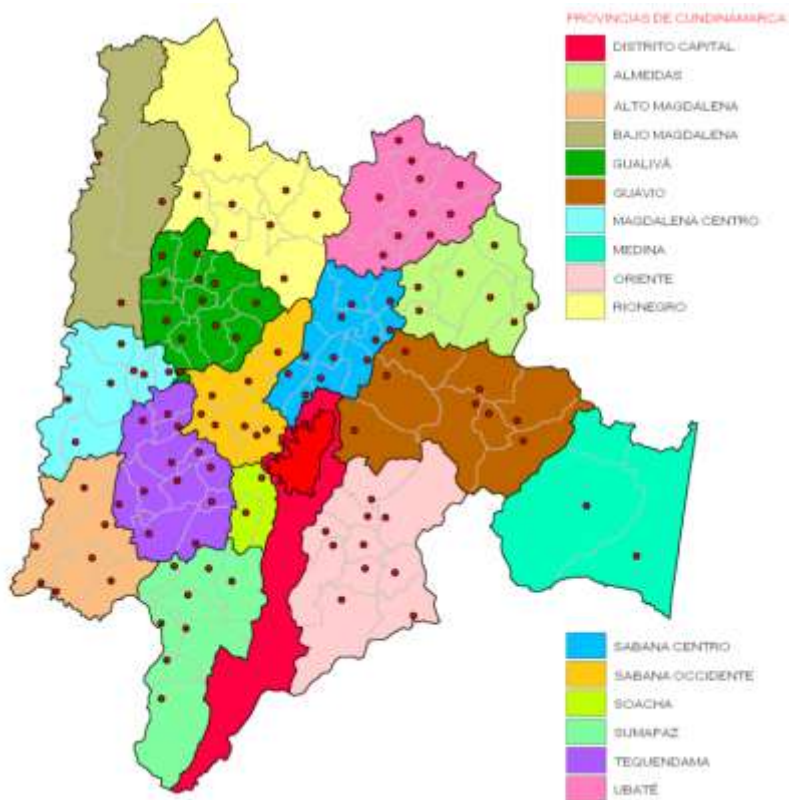 PROVINCIAS DE CUNDINAMARCA
DISTRITO CAPITAL
ALMEIDAS
ALTO MAGDALENA
BAJO MAGDALENA
GUALIVÁ
GUAVIO
MAGDALENA CENTRO
MEDINA
ORIENTE
RIONEGRO
SABANA CENTRO
SABANA OCCIDENTE
SOACHA
SUMAPAZ
TEQUENDAMA
UBATÉ